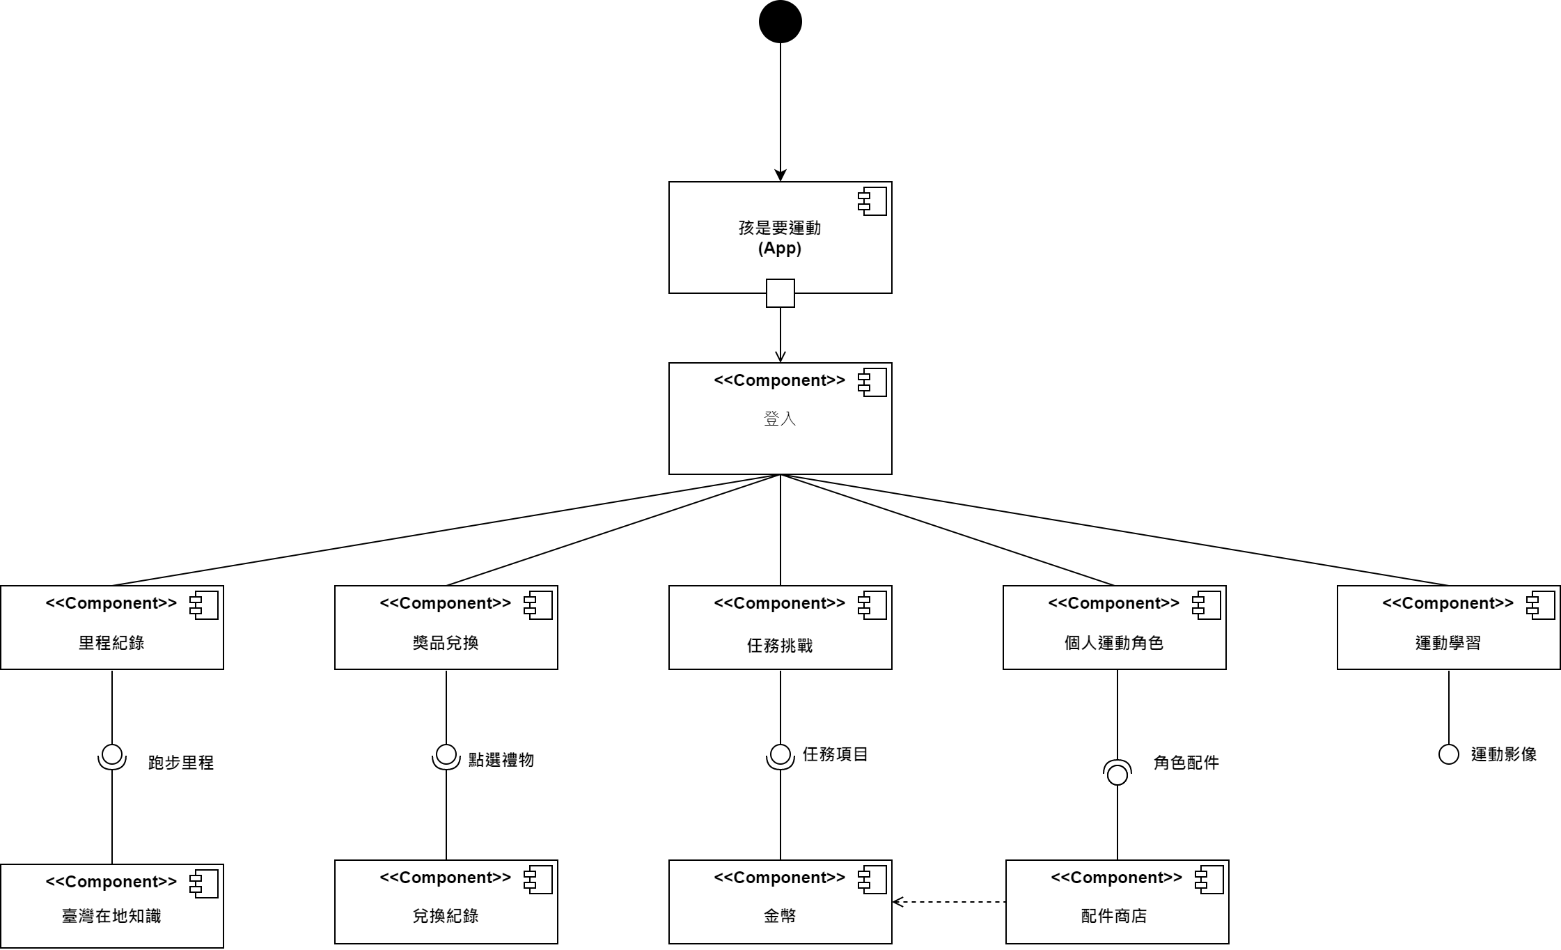 孩是要運動
(App)
<<Component>>
登入
<<Component>>
里程紀錄
<<Component>>
獎品兌換
<<Component>>
任務挑戰
<<Component>>
個人運動角色
<<Component>>
運動學習
跑步里程
點選禮物
任務項目
角色配件
運動影像
<<Component>>
臺灣在地知識
<<Component>>
兌換紀錄
<<Component>>
金幣
<<Component>>
配件商店